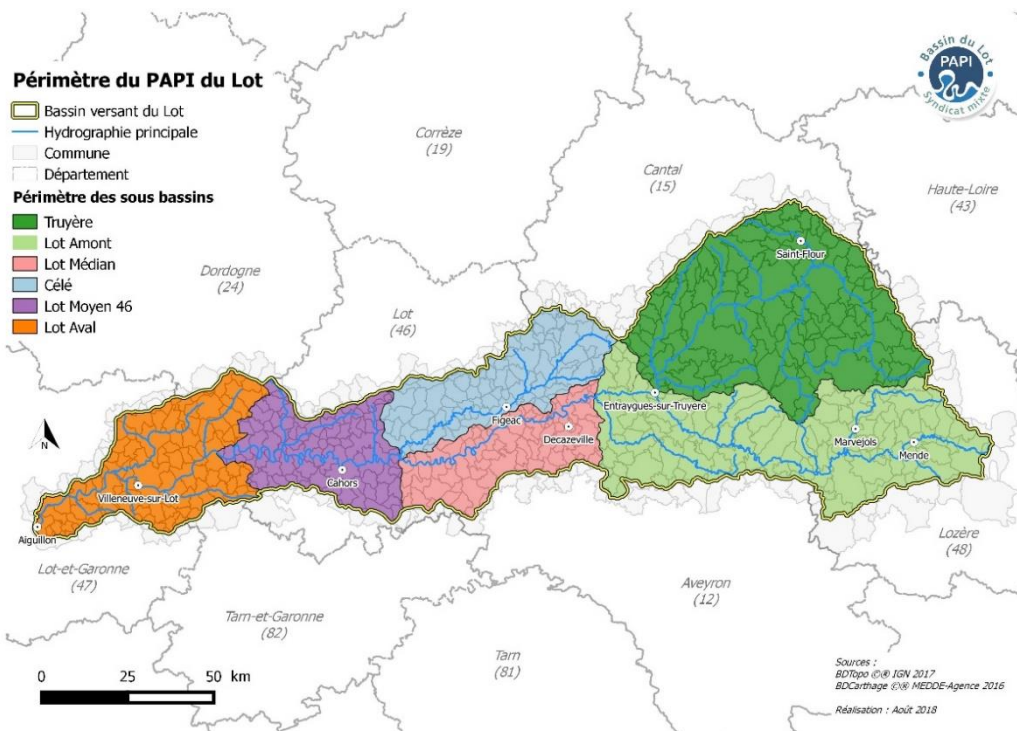 Périmètre du PAPI du Lot
Bassin versant du Lot
Hydrographie principale
Commune
Département
Périmètre des sous bassins
Truyère
Lot Amont
Lot Médian
Célé
Lot Moyen 46
Lot Aval
Bassin du Lot
PAPI
Syndicat mixte
Corrèze
(19)
Cantal
(15)
Haute-Loire
(43)
Dordogne
(24)
Lot
(46)
Saint-Flour
Entraygues-sur-Truyère
Figeac
Decazeville
Marvejols
Mende
Cahors
Villeneuve-sur-Lot
Aiguillon
N
Lot-et-Garonne
(47)
Tarn-et-Garonne
(82)
Tarn
(81)
Aveyron
(12)
Lozère
(48)
0 25 50 km
Sources :
BDTopo ©® IGN 2017
BDCarthage ©® MEDDE-Agence 2016
Réalisation : Août 2018